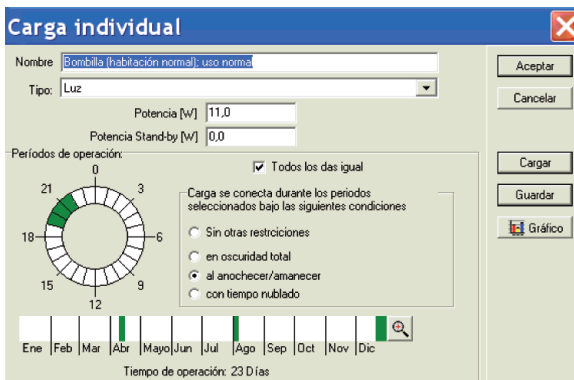 Carga individual
Nombre Bombilla (habitación normal); uso normal
Tipo: Luz
Potencia [W] 11,0
Potencia Stand-by [W] 0,0
Períodos de operación:
Todos los das igual
0
3
6
9
12
15
18
21
Carga se conecta durante los periodos
seleccionados bajo las siguientes condiciones
Sin otras restriciones
en oscuridad total
al anochecer/amanecer
con tiempo nublado
Ene Feb Mar Abr Mayo Jun Jul Ago Sep Oct Nov Dic
Tiempo de operación: 23 Días
Aceptar
Cancelar
Cargar
Guardar
Gráfico